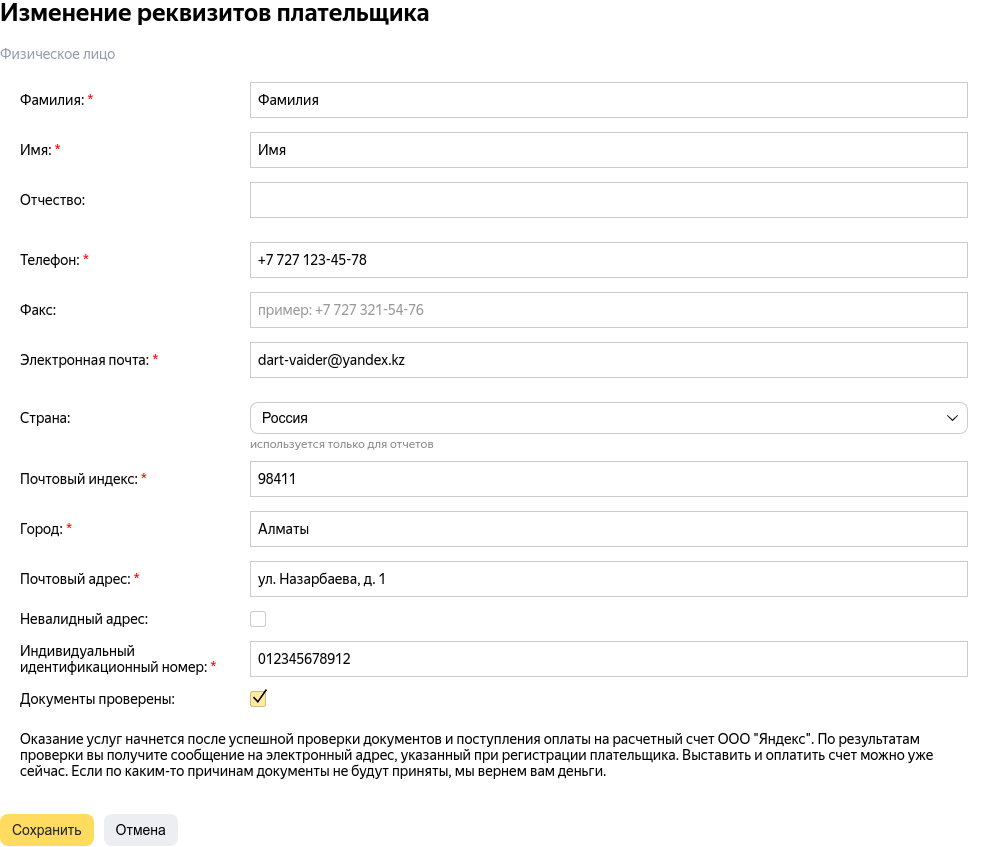 Изменение реквизитов плательщика
Физическое лицо
Фамилия: * Фамилия
Имя: * Имя
Отчество:
Телефон: * +7 727 123-45-78
Факс: пример: +7 727 321-54-76
Электронная почта: * dart-vaider@yandex.kz
Страна: Россия
используется только для отчетов
Почтовый индекс: * 98411
Город: * Алматы
Почтовый адрес: * ул. Назарбаева, д. 1
Невалидный адрес:
Индивидуальный
идентификационный номер: * 012345678912
Документы проверены:
Оказание услуг начнется после успешной проверки документов и поступления оплаты на расчетный счет ООО "Яндекс". По результатам
проверки вы получите сообщение на электронный адрес, указанный при регистрации плательщика. Выставить и оплатить счет можно уже
сейчас. Если по каким-то причинам документы не будут приняты, мы вернем вам деньги.
Сохранить Отмена